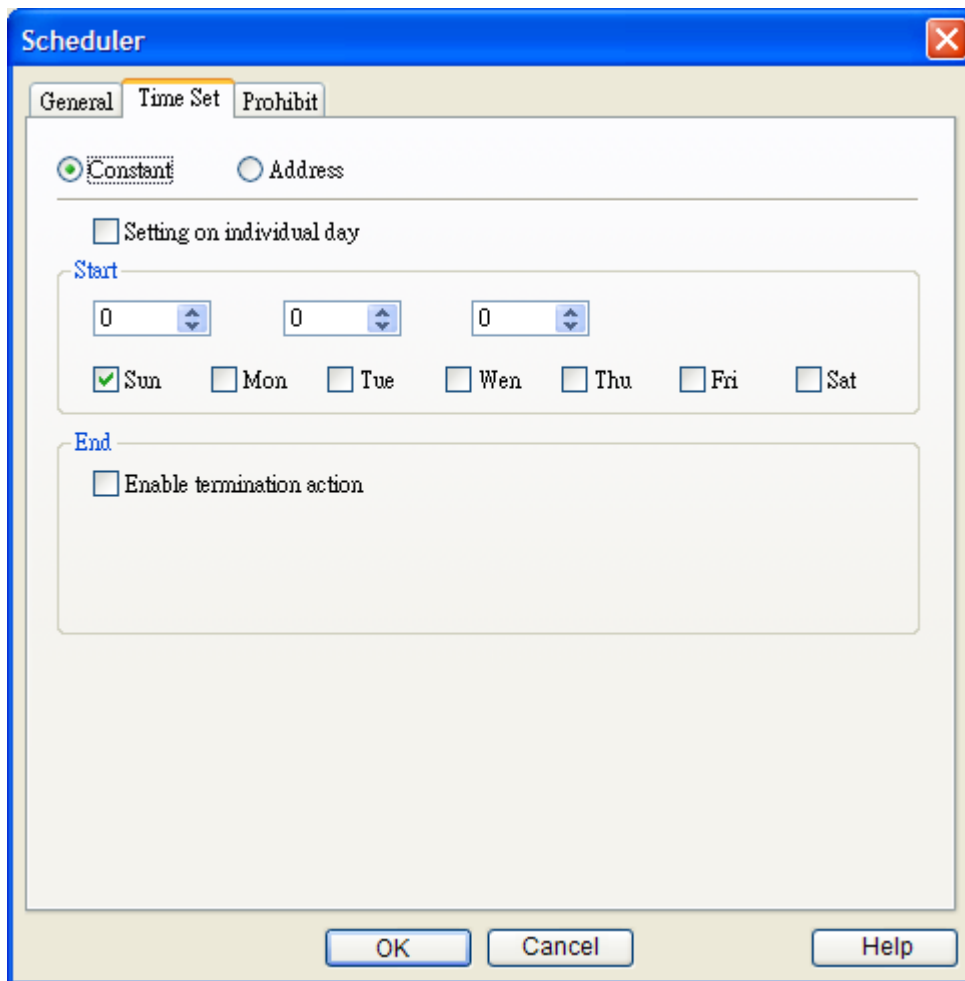 Scheduler
General Time Set Prohibit
Constant Address
Setting on individual day
Start
0 0 0
Sun Mon Tue Wen Thu Fri Sat
End
Enable termination action
OK Cancel Help